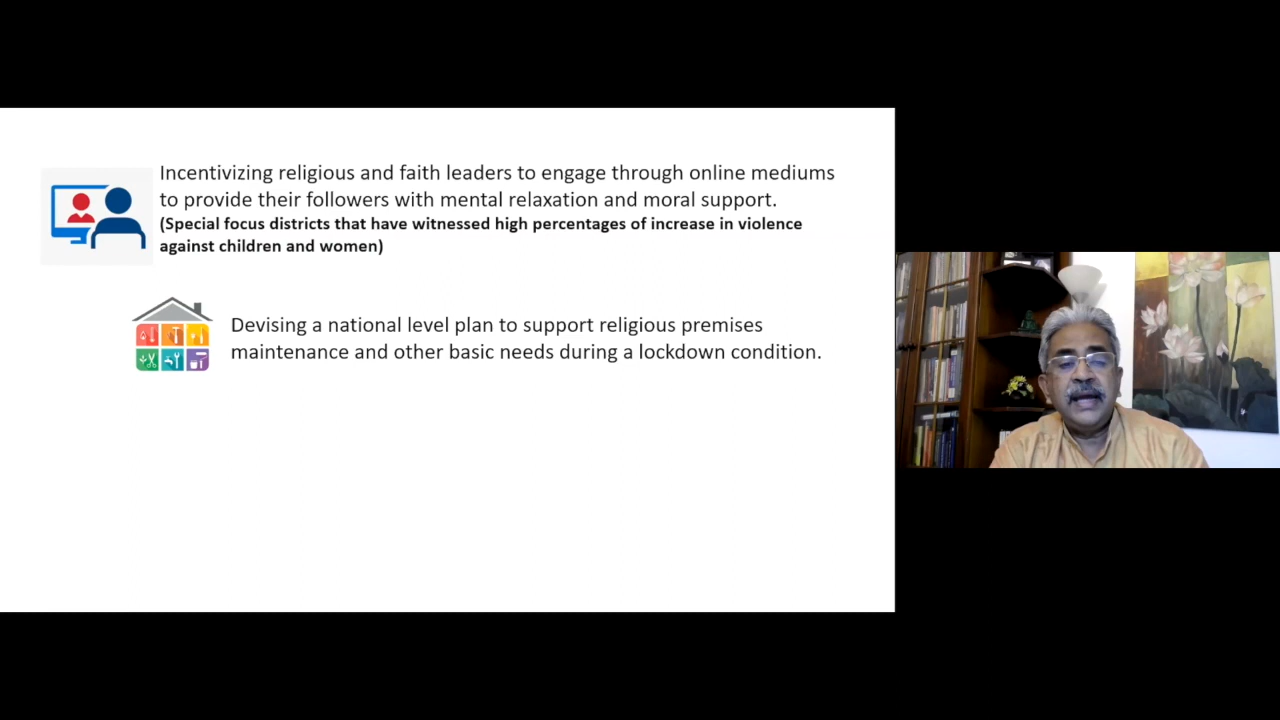 Incentivizing religious and faith leaders to engage through online mediums
to provide their followers with mental relaxation and moral support.
(Special focus districts that have witnessed high percentages of increase in violence
against children and women)
Devising a national level plan to support religious premises
maintenance and other basic needs during a lockdown condition.